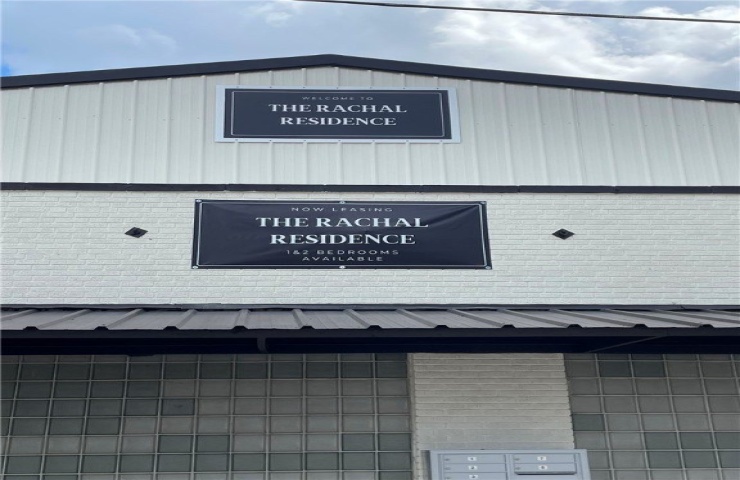 WELCOME TO
THE RACHAL
RESIDENCE
NOW LEASING
THE RACHAL
RESIDENCE
1&2 BEDROOMS
AVAILABLE